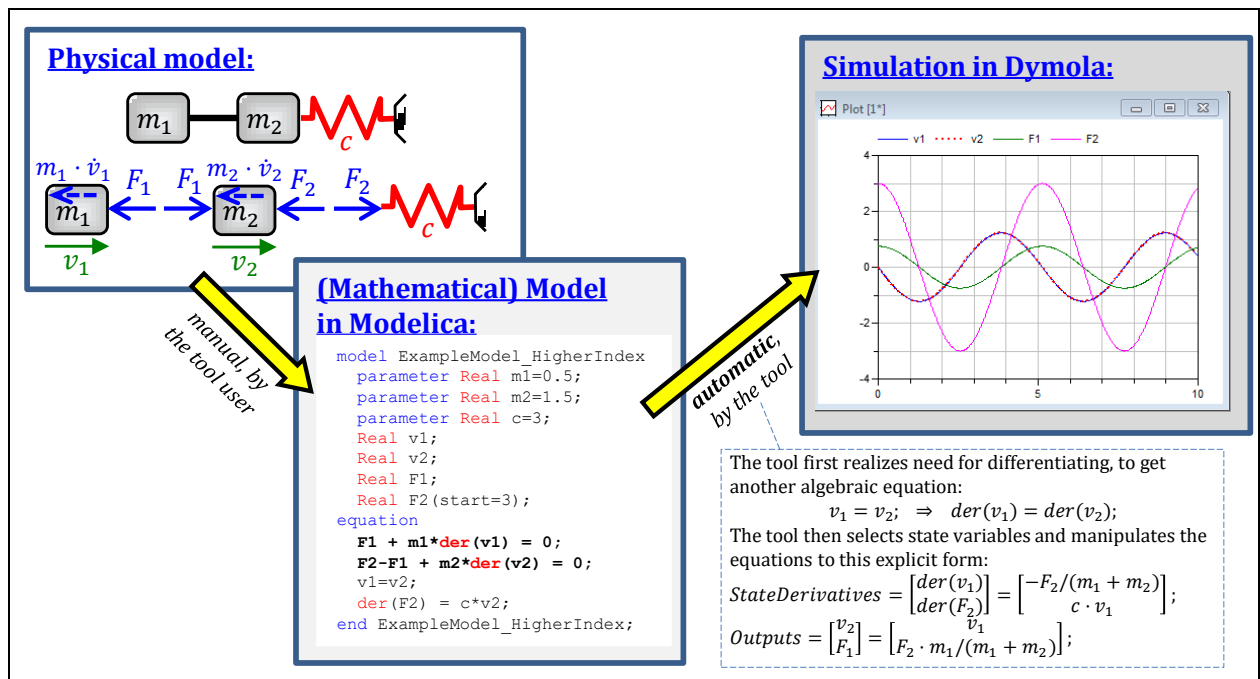 Physical model:
m₁ m₂
c
m₁ · v̇₁ F₁ F₁ m₂ · v̇₂ F₂ F₂
m₁ m₂ c
v₁ v₂
manual, by
the tool user
(Mathematical) Model
in Modelica:
model ExampleModel_HigherIndex
parameter Real m1=0.5;
parameter Real m2=1.5;
parameter Real c=3;
Real v1;
Real v2;
Real F1;
Real F2(start=3);
equation
F1 + m1*der(v1) = 0;
F2-F1 + m2*der(v2) = 0;
v1=v2;
der(F2) = c*v2;
end ExampleModel_HigherIndex;
automatic,
by the tool
Simulation in Dymola:
Plot [1*]
v1 v2 F1 F2
4
2
0
-2
-4
0 5 10
The tool first realizes need for differentiating, to get
another algebraic equation:
v₁ = v₂; ⇒ der(v₁) = der(v₂);
The tool then selects state variables and manipulates the
equations to this explicit form:
StateDerivatives = [der(v₁) der(F₂)] = [−F₂/(m₁ + m₂) c · v₁];
Outputs = [v₂ F₁] = [v₁ F₂ · m₁/(m₁ + m₂)];